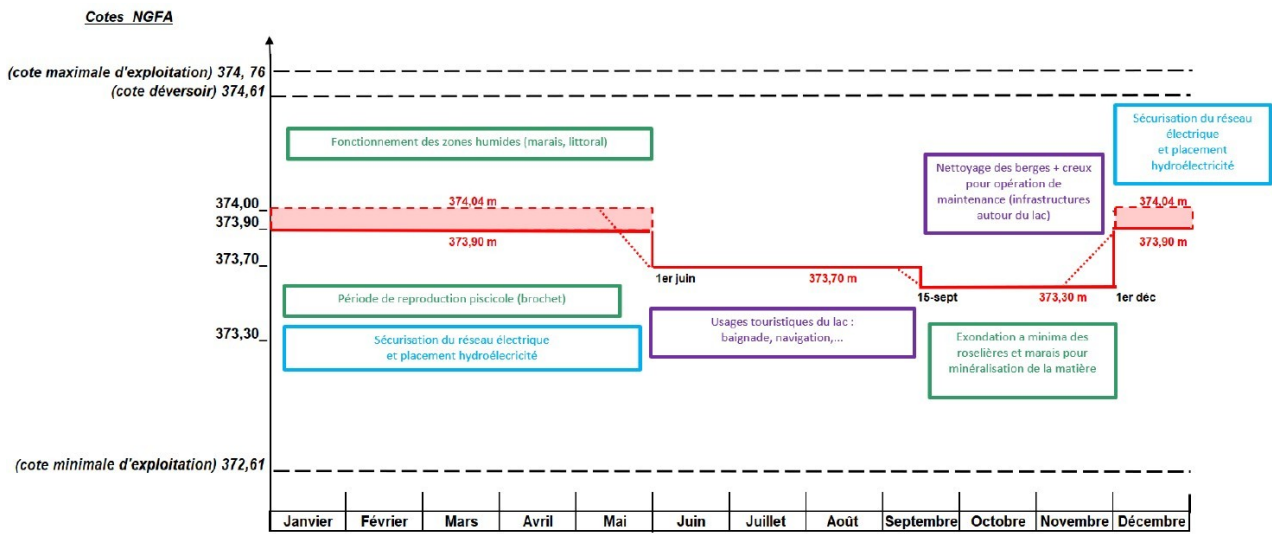 Cotes NGFA
(cote maximale d'exploitation) 374, 76
(cote déversoir) 374,61
Sécurisation du réseau
électrique
et placement
hydroélectricité
Fonctionnement des zones humides (marais, littoral)
Nettoyage des berges + creux
pour opération de
maintenance (infrastructures
autour du lac)
374,00
374,04 m
374,04 m
373,90
373,90 m
373,90 m
373,70
1er juin
373,70 m
15-sept
373,30 m
1er déc
Période de reproduction piscicole (brochet)
Usages touristiques du lac :
baignade, navigation,...
373,30
Sécurisation du réseau électrique
et placement hydroélecricité
Exondation a minima des
roselières et marais pour
minéralisation de la matière
(cote minimale d'exploitation) 372,61
Janvier Février Mars Avril Mai Juin Juillet Août Septembre Octobre Novembre Décembre